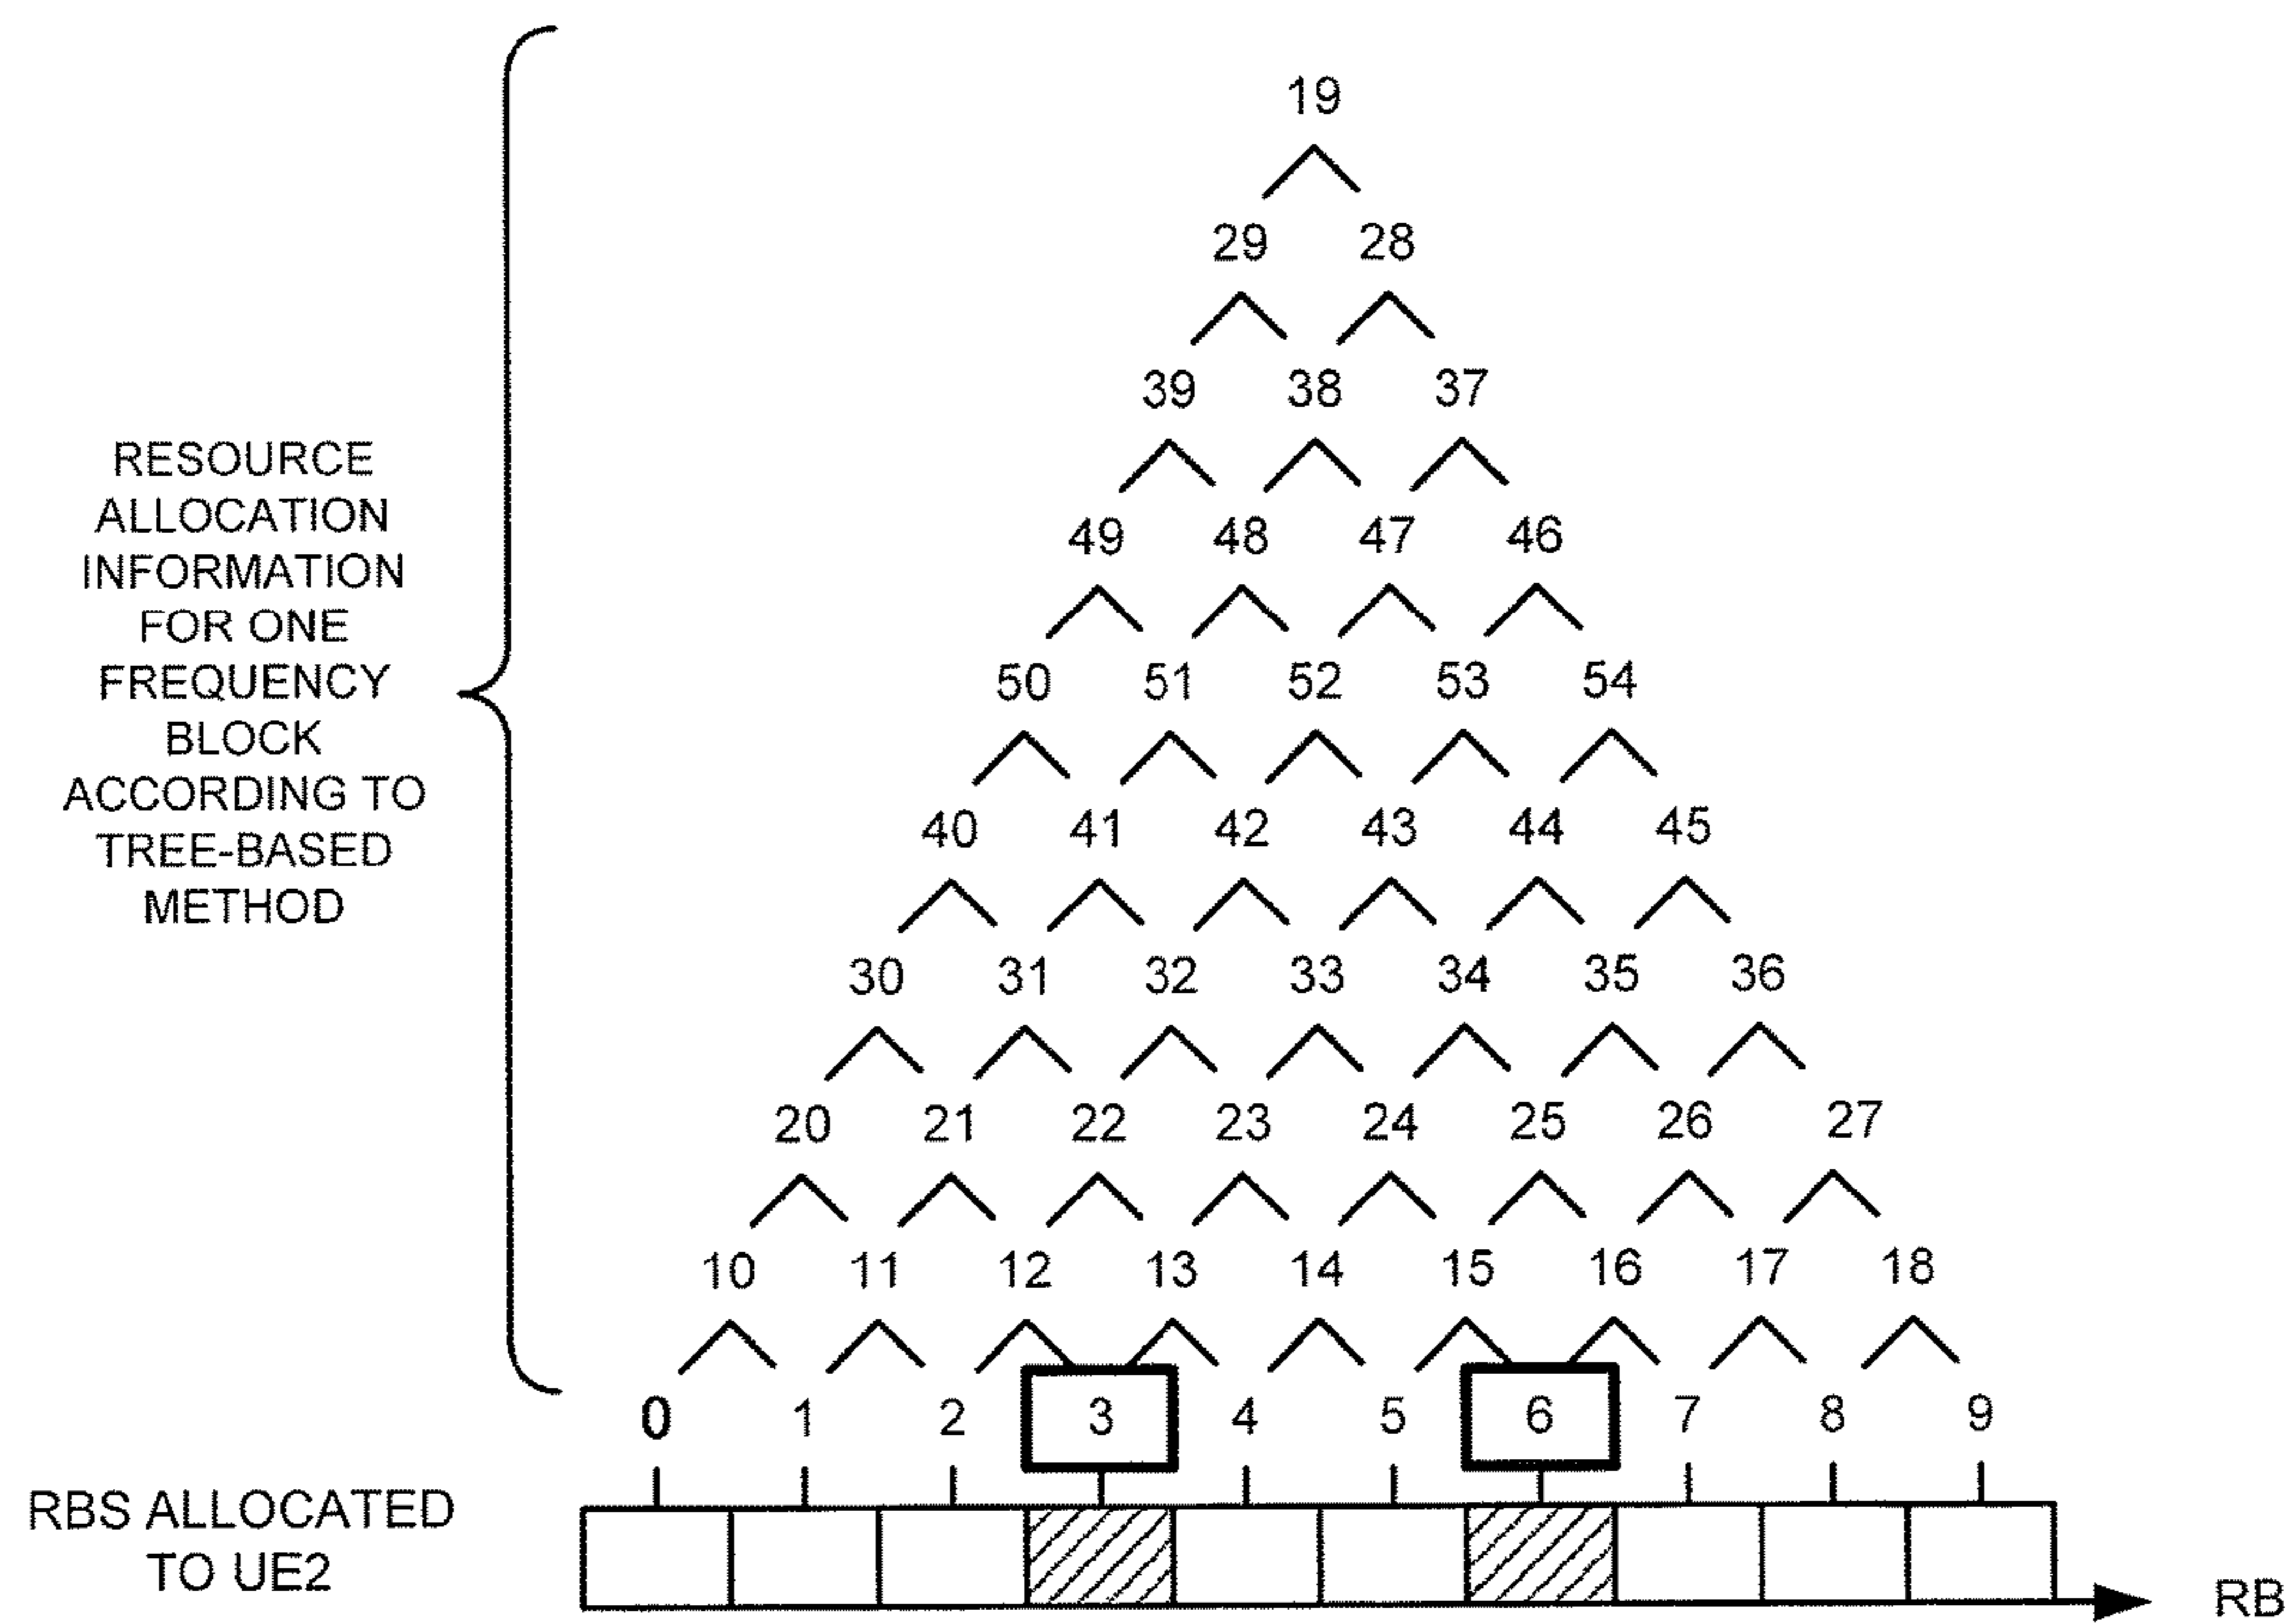 19
29 28
39 38 37
49 48 47 46
50 51 52 53 54
40 41 42 43 44 45
30 31 32 33 34 35 36
20 21 22 23 24 25 26 27
10 11 12 13 14 15 16 17 18
0 1 2 3 4 5 6 7 8 9
RESOURCE
ALLOCATION
INFORMATION
FOR ONE
FREQUENCY
BLOCK
ACCORDING TO
TREE-BASED
METHOD
RBS ALLOCATED
TO UE2
RB